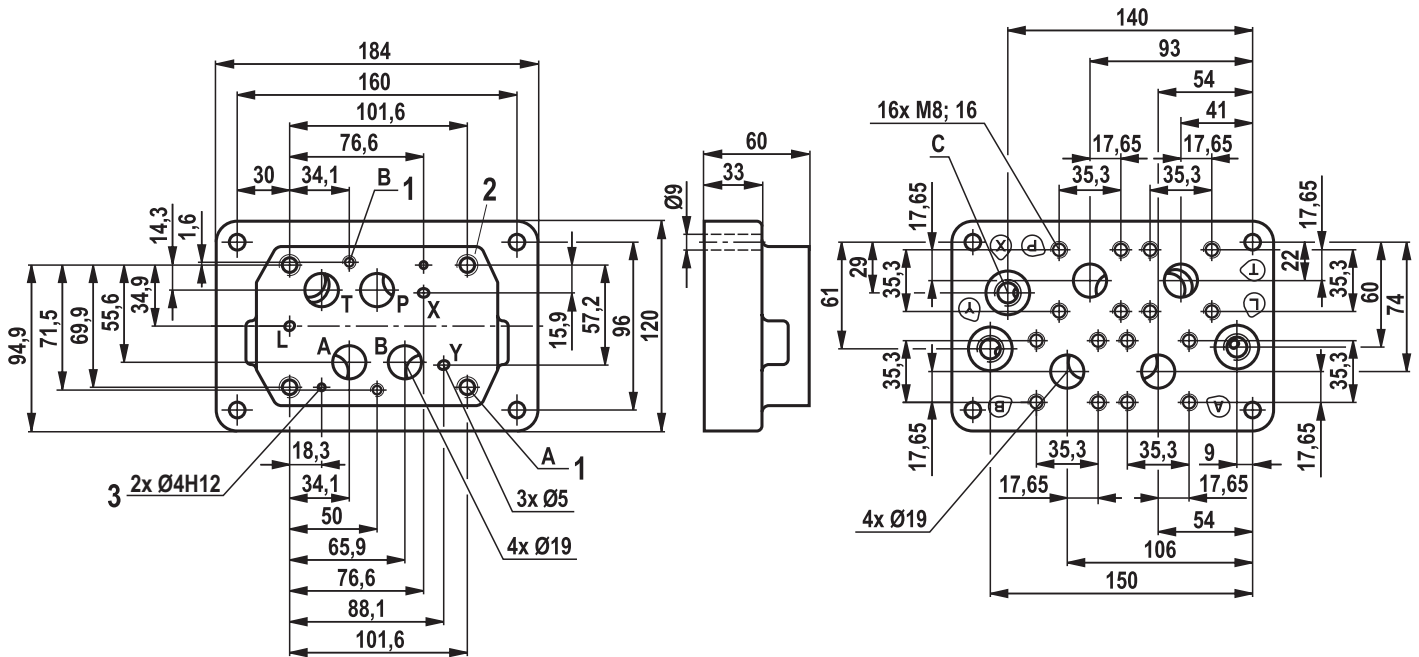 184
160
101,6
76,6
30
34,1
B 1
2
14,3
1,6
94,9
71,5
69,9
55,6
34,9
T
P
X
L
A
B
Y
15,9
57,2
96
120
18,3
34,1
50
65,9
76,6
88,1
101,6
3 2x Ø4H12
A 1
3x Ø5
4x Ø19
60
33
Ø9
140
93
54
41
16x M8; 16
C
17,65
17,65
35,3
35,3
17,65
29
61
35,3
35,3
17,65
X
P
T
L
Y
B
A
17,65
22
35,3
60
74
35,3
17,65
35,3
35,3
9
17,65
17,65
4x Ø19
54
106
150